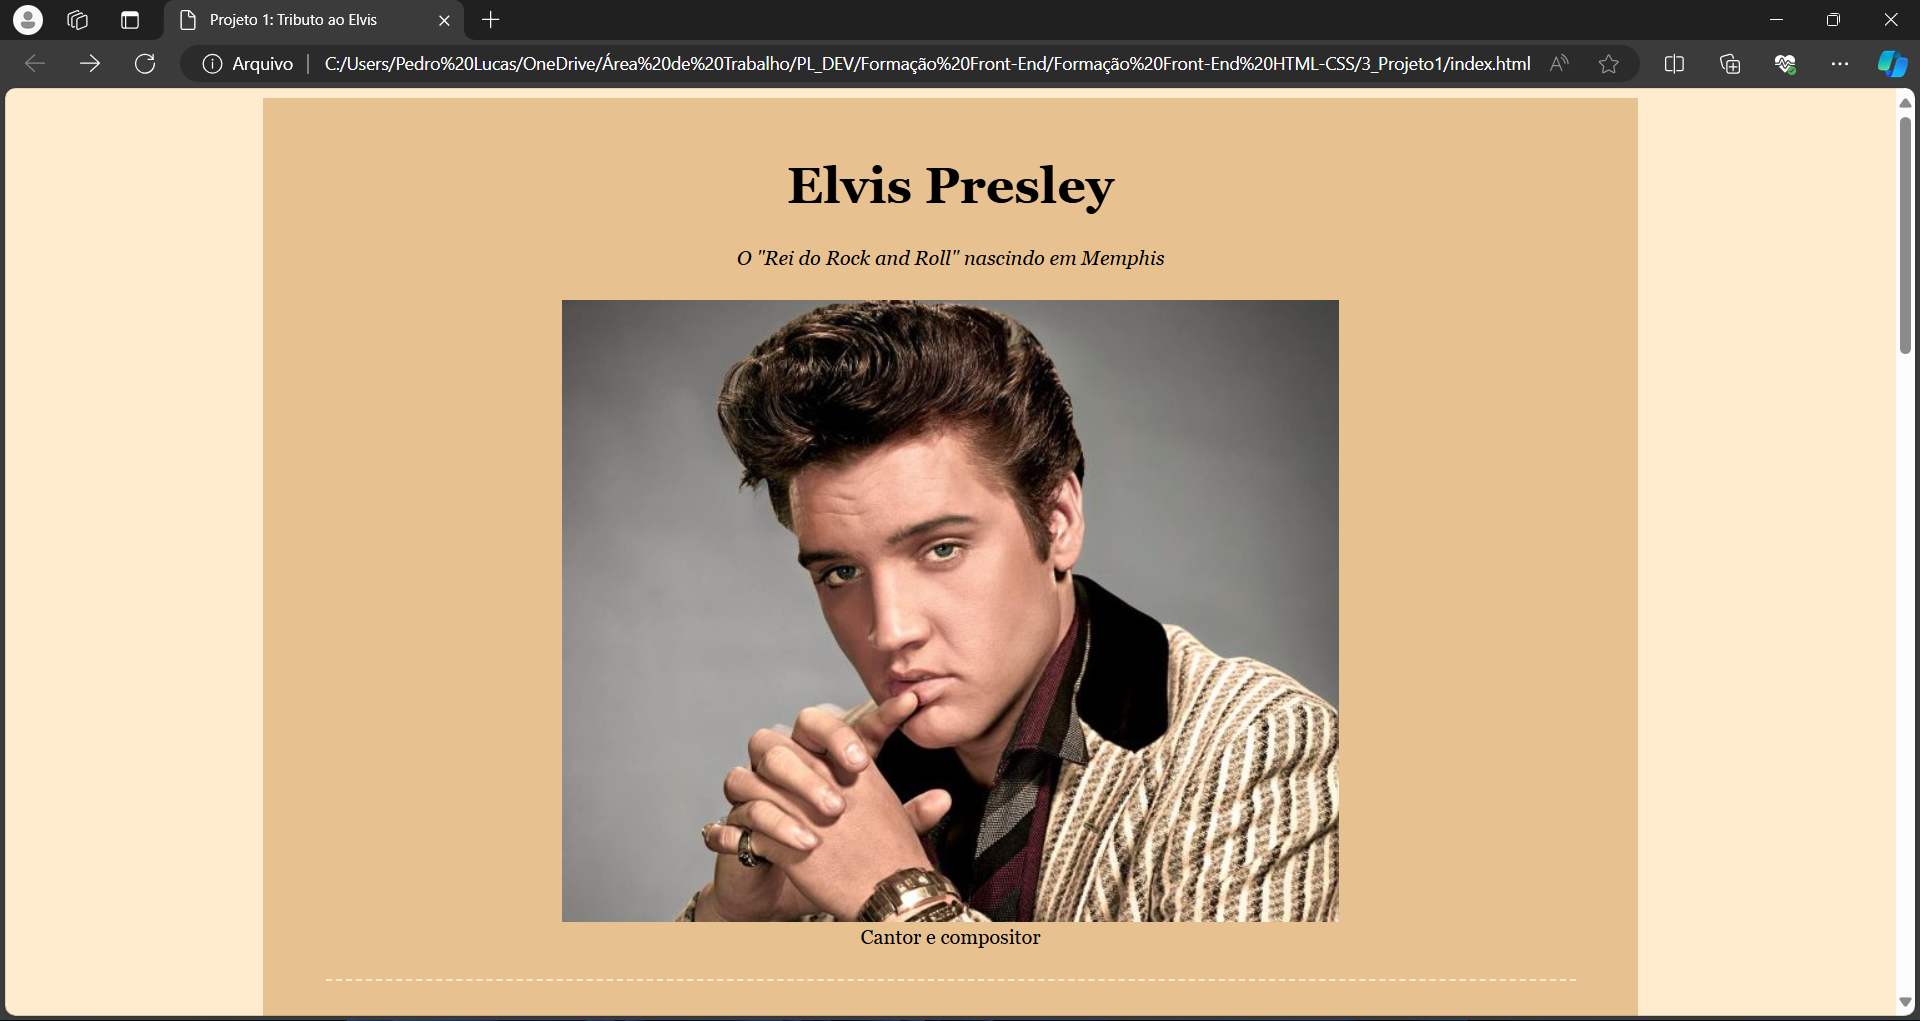 Projeto 1: Tributo ao Elvis
Arquivo
C:/Users/Pedro%20Lucas/OneDrive/Área%20de%20Trabalho/PL_DEV/Formação%20Front-End/Formação%20Front-End%20HTML-CSS/3_Projeto1/index.html
Elvis Presley
O "Rei do Rock and Roll" nascindo em Memphis
Cantor e compositor